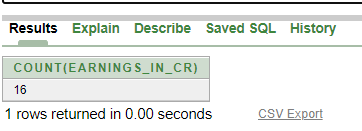 Results Explain Describe Saved SQL History
COUNT(EARNINGS_IN_CR)
16
1 rows returned in 0.00 seconds CSV Export